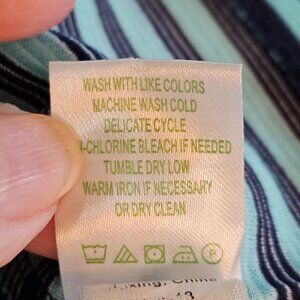 WASH WITH LIKE COLORS
MACHINE WASH COLD
DELICATE CYCLE
-CHLORINE BLEACH IF NEEDED
TUMBLE DRY LOW
WARM IRON IF NECESSARY
OR DRY CLEAN
China